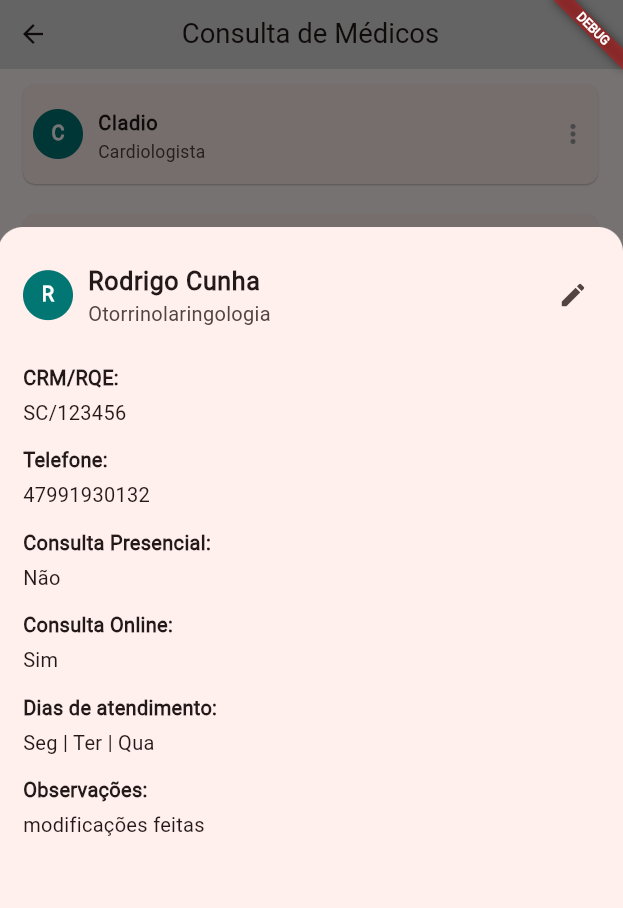 Consulta de Médicos
DEBUG
C
Cladio
Cardiologista
R
Rodrigo Cunha
Otorrinolaringologia
CRM/RQE:
SC/123456
Telefone:
47991930132
Consulta Presencial:
Não
Consulta Online:
Sim
Dias de atendimento:
Seg | Ter | Qua
Observações:
modificações feitas